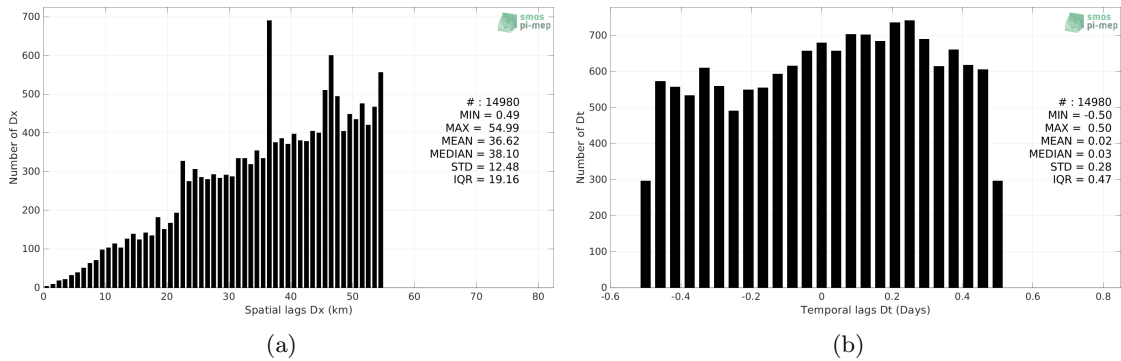 700
600
500
400
300
200
100
0
Number of Dx
smos
pi-mep
# : 14980
MIN = 0.49
MAX = 54.99
MEAN = 36.62
MEDIAN = 38.10
STD = 12.48
IQR = 19.16
0 10 20 30 40 50 60 70 80
Spatial lags Dx (km)
(a)
700
600
500
400
300
200
100
0
Number of Dt
smos
pi-mep
# : 14980
MIN = -0.50
MAX = 0.50
MEAN = 0.02
MEDIAN = 0.03
STD = 0.28
IQR = 0.47
-0.6 -0.4 -0.2 0 0.2 0.4 0.6 0.8
Temporal lags Dt (Days)
(b)